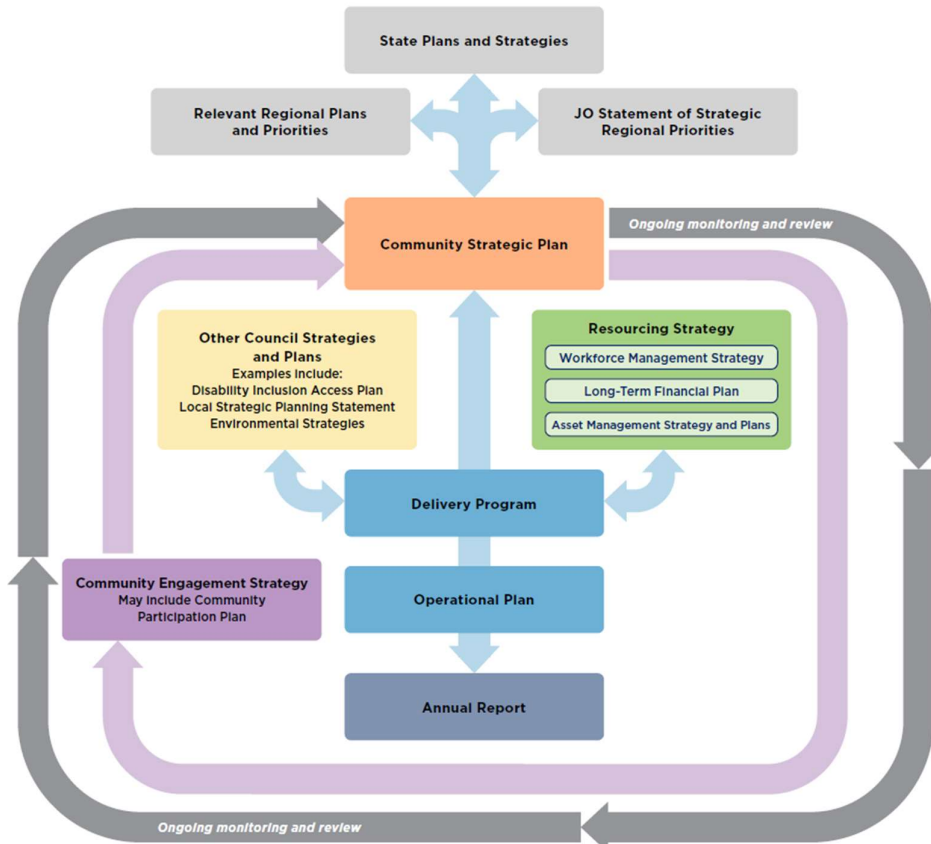 State Plans and Strategies
Relevant Regional Plans
and Priorities
JO Statement of Strategic
Regional Priorities
Community Strategic Plan
Ongoing monitoring and review
Other Council Strategies
and Plans
Examples include:
Disability Inclusion Access Plan
Local Strategic Planning Statement
Environmental Strategies
Resourcing Strategy
Workforce Management Strategy
Long-Term Financial Plan
Asset Management Strategy and Plans
Delivery Program
Community Engagement Strategy
May Include Community
Participation Plan
Operational Plan
Annual Report
Ongoing monitoring and review